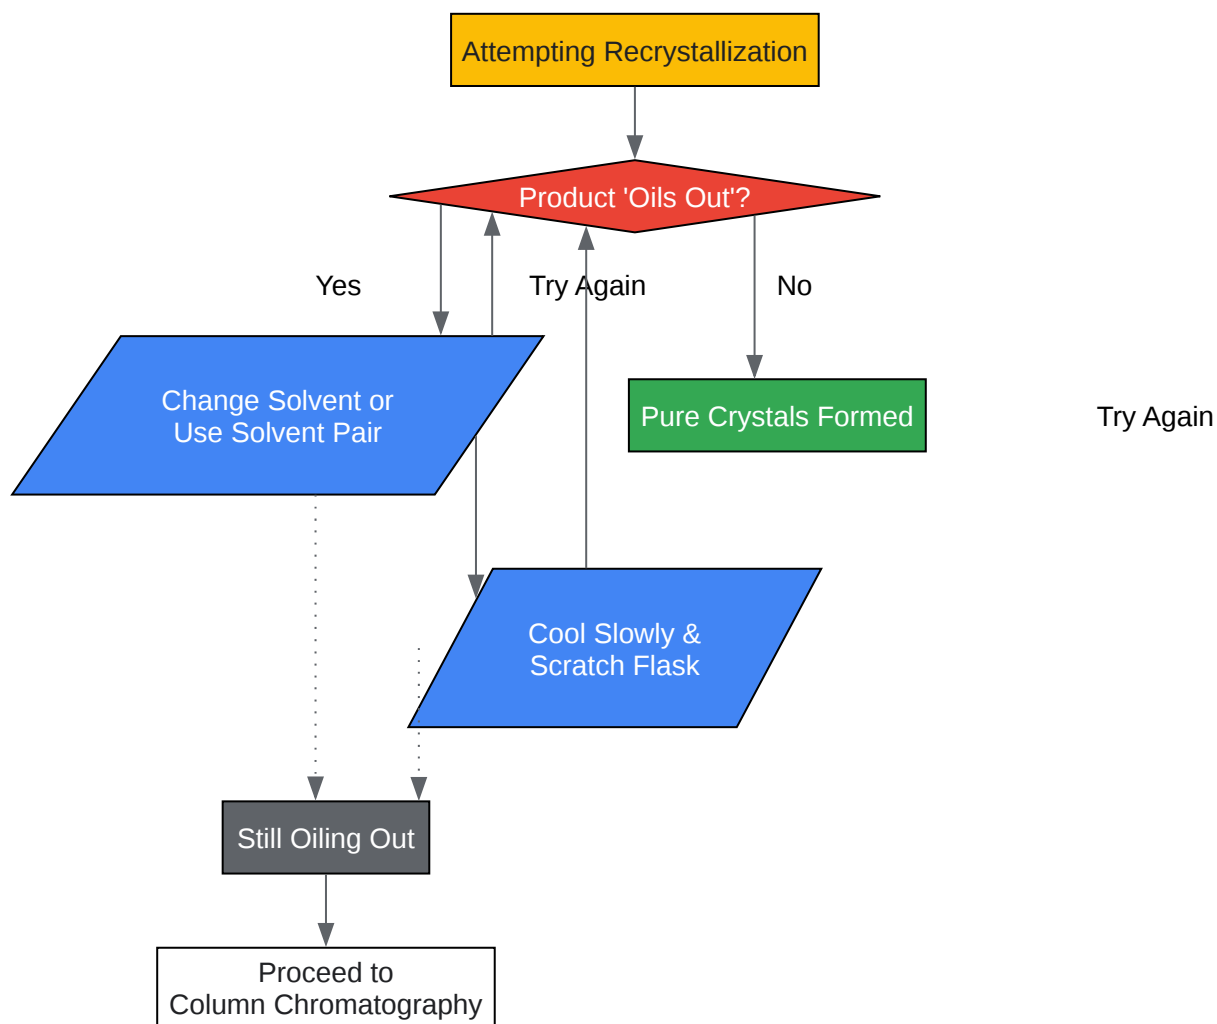 Attempting Recrystallization
Product 'Oils Out'?
Yes
Try Again
No
Change Solvent or
Use Solvent Pair
Pure Crystals Formed
Try Again
Cool Slowly &
Scratch Flask
Still Oiling Out
Proceed to
Column Chromatography